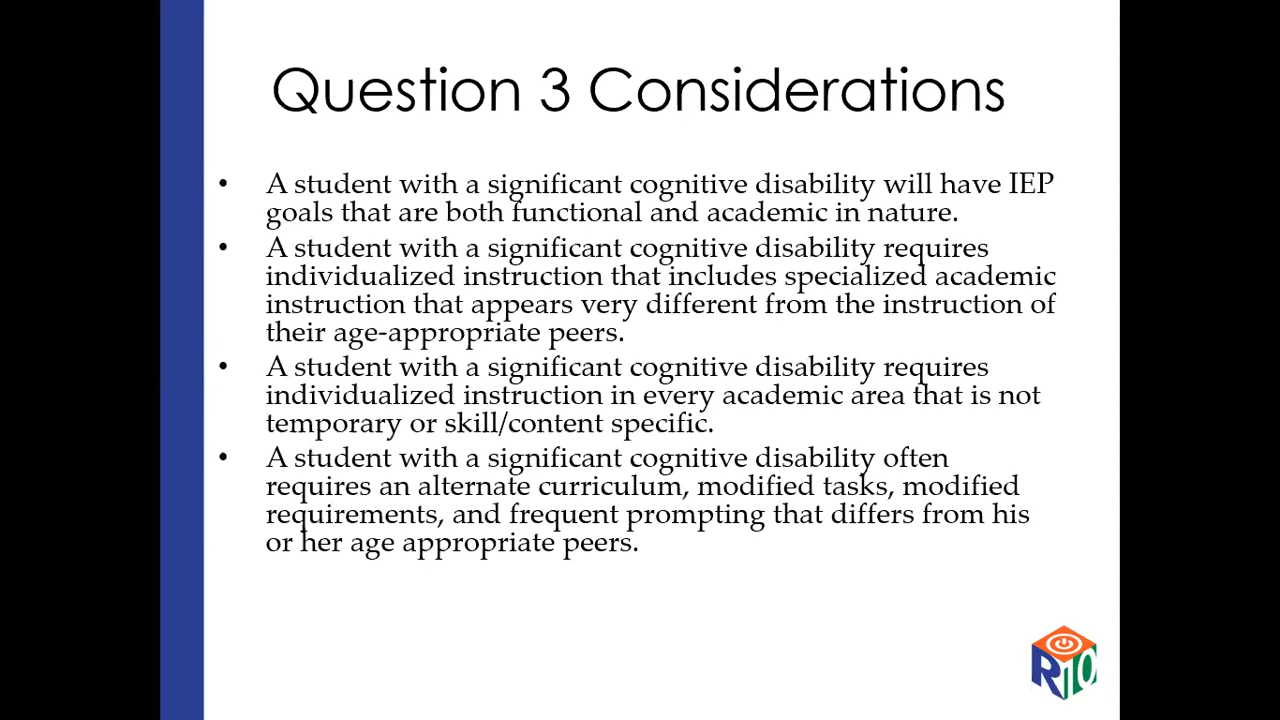 Question 3 Considerations
• A student with a significant cognitive disability will have IEP
goals that are both functional and academic in nature.
• A student with a significant cognitive disability requires
individualized instruction that includes specialized academic
instruction that appears very different from the instruction of
their age-appropriate peers.
• A student with a significant cognitive disability requires
individualized instruction in every academic area that is not
temporary or skill/content specific.
• A student with a significant cognitive disability often
requires an alternate curriculum, modified tasks, modified
requirements, and frequent prompting that differs from his
or her age appropriate peers.
R10